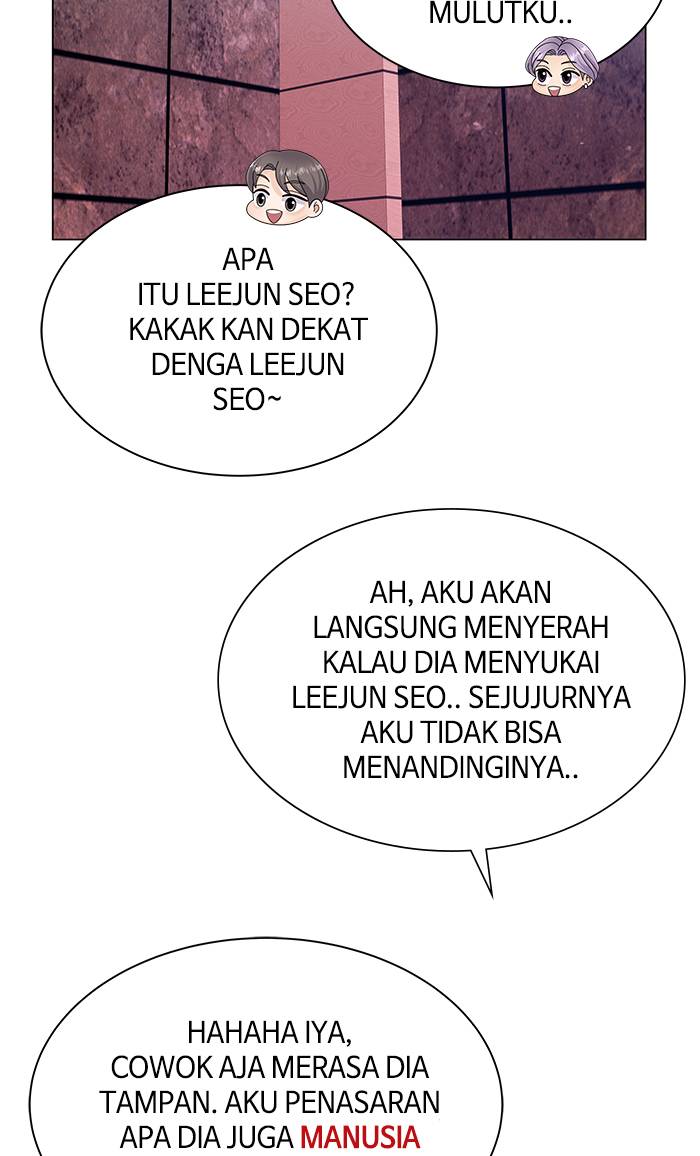 MULUTKU..
APA
ITU LEEJUN SEO?
KAKAK KAN DEKAT
DENGA LEEJUN
SEO~
AH, AKU AKAN
LANGSUNG MENYERAH
KALAU DIA MENYUKAI
LEEJUN SEO.. SEJUJURNYA
AKU TIDAK BISA
MENANDINGINYA..
HAHAHA IYA,
COWOK AJA MERASA DIA
TAMPAN. AKU PENASARAN
APA DIA JUGA MANUSIA